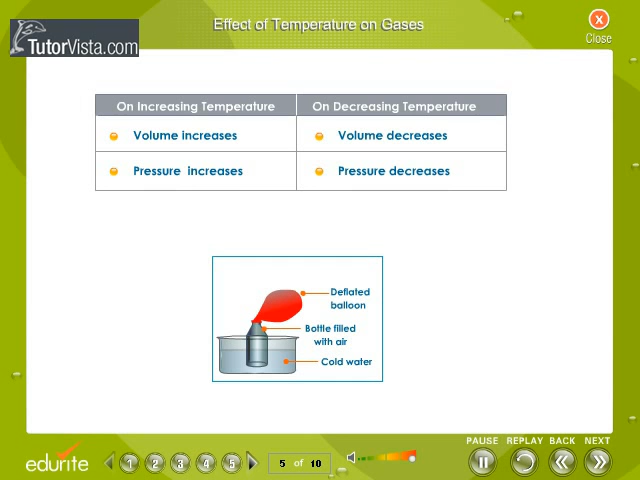 Effect of Temperature on Gases
X
Close
TutorVista.com
On Increasing Temperature
On Decreasing Temperature
Volume increases
Volume decreases
Pressure increases
Pressure decreases
Deflated
balloon
Bottle filled
with air
Cold water
PAUSE REPLAY BACK NEXT
edurite
1 2 3 4 5
5 of 10